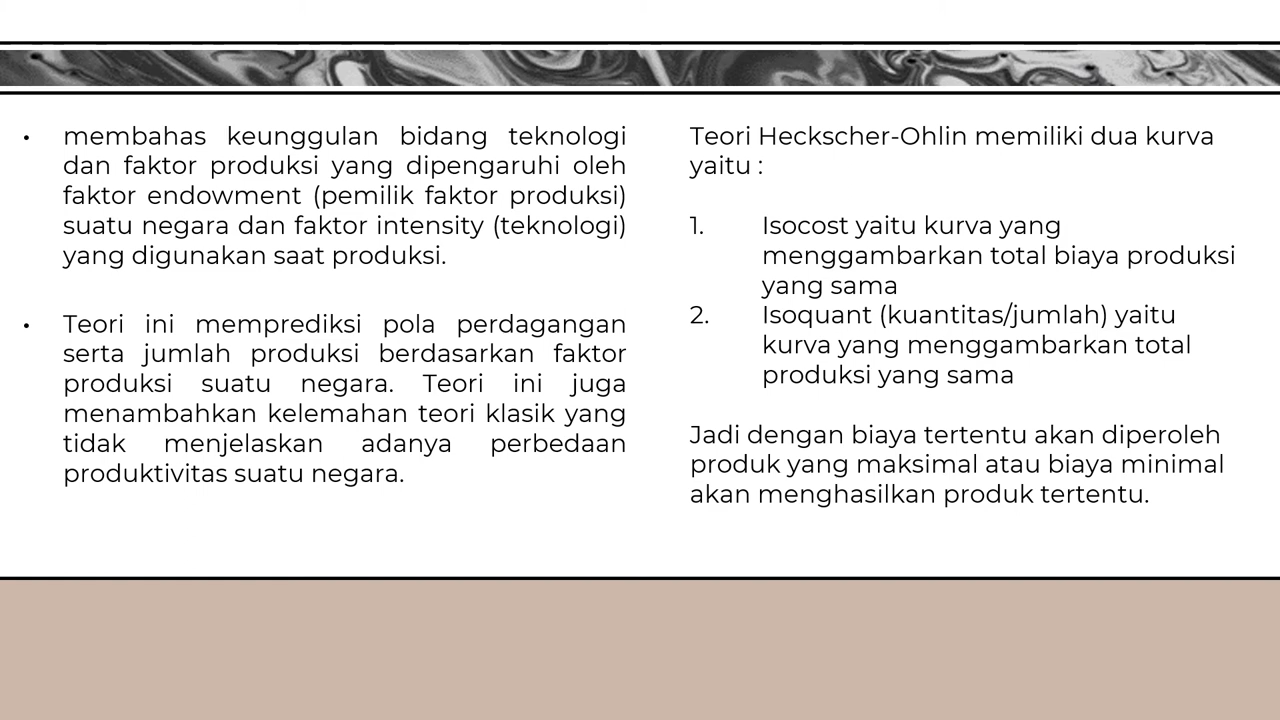 • membahas keunggulan bidang teknologi
dan faktor produksi yang dipengaruhi oleh
faktor endowment (pemilik faktor produksi)
suatu negara dan faktor intensity (teknologi)
yang digunakan saat produksi.
• Teori ini memprediksi pola perdagangan
serta jumlah produksi berdasarkan faktor
produksi suatu negara. Teori ini juga
menambahkan kelemahan teori klasik yang
tidak menjelaskan adanya perbedaan
produktivitas suatu negara.
Teori Heckscher-Ohlin memiliki dua kurva
yaitu :
1. Isocost yaitu kurva yang
menggambarkan total biaya produksi
yang sama
2. Isoquant (kuantitas/jumlah) yaitu
kurva yang menggambarkan total
produksi yang sama
Jadi dengan biaya tertentu akan diperoleh
produk yang maksimal atau biaya minimal
akan menghasilkan produk tertentu.